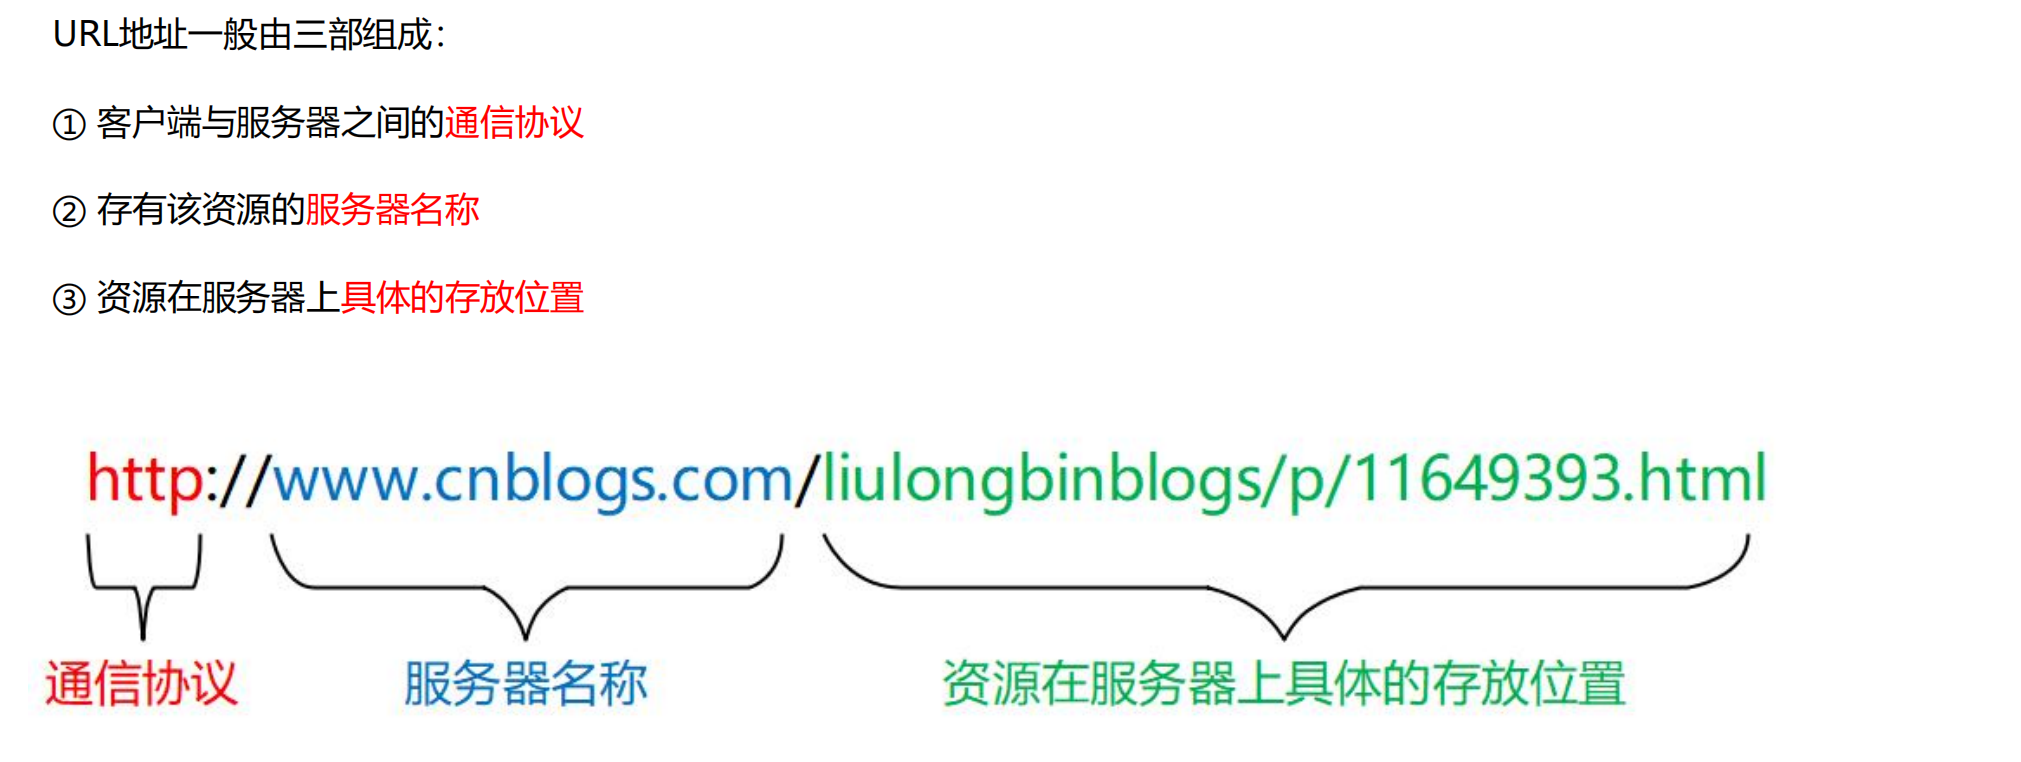 URL地址一般由三部组成：
① 客户端与服务器之间的通信协议
② 存有该资源的服务器名称
③ 资源在服务器上具体的存放位置
http://www.cnblogs.com/liulongbinblogs/p/11649393.html
通信协议 服务器名称 资源在服务器上具体的存放位置